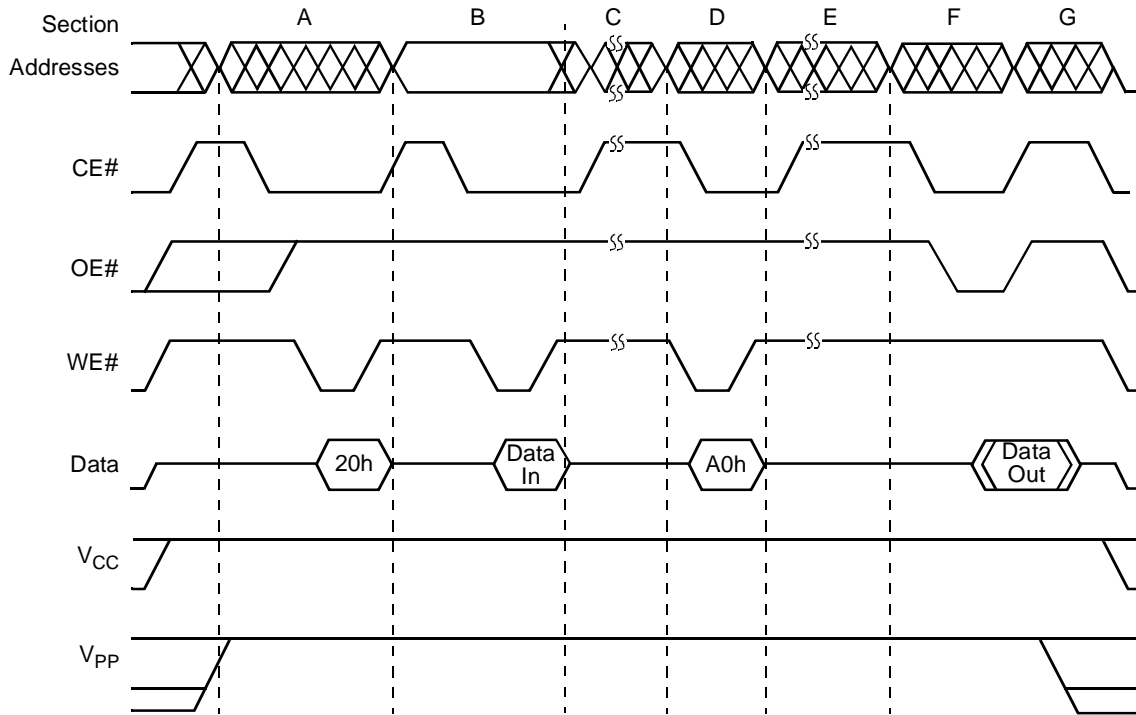 Section A B C D E F G
Addresses
CE#
OE#
WE#
Data 20h Data In A0h Data Out
VCC
VPP